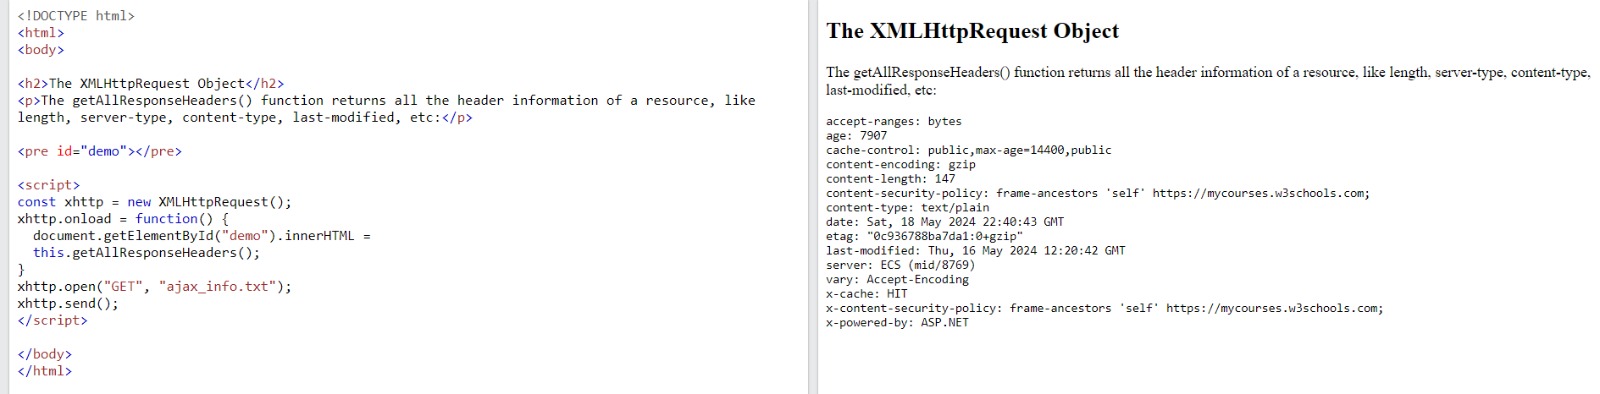 <!DOCTYPE html>
<html>
<body>
<h2>The XMLHttpRequest Object</h2>
<p>The getAllResponseHeaders() function returns all the header information of a resource, like
length, server-type, content-type, last-modified, etc:</p>
<pre id="demo"></pre>
<script>
const xhttp = new XMLHttpRequest();
xhttp.onload = function() {
  document.getElementById("demo").innerHTML =
  this.getAllResponseHeaders();
}
xhttp.open("GET", "ajax_info.txt");
xhttp.send();
</script>
</body>
</html>
The XMLHttpRequest Object
The getAllResponseHeaders() function returns all the header information of a resource, like length, server-type, content-type,
last-modified, etc:
accept-ranges: bytes
age: 7907
cache-control: public,max-age=14400,public
content-encoding: gzip
content-length: 147
content-security-policy: frame-ancestors 'self' https://mycourses.w3schools.com;
content-type: text/plain
date: Sat, 18 May 2024 22:40:43 GMT
etag: "0c936788ba7da1:0+gzip"
last-modified: Thu, 16 May 2024 12:20:42 GMT
server: ECS (mid/8769)
vary: Accept-Encoding
x-cache: HIT
x-content-security-policy: frame-ancestors 'self' https://mycourses.w3schools.com;
x-powered-by: ASP.NET